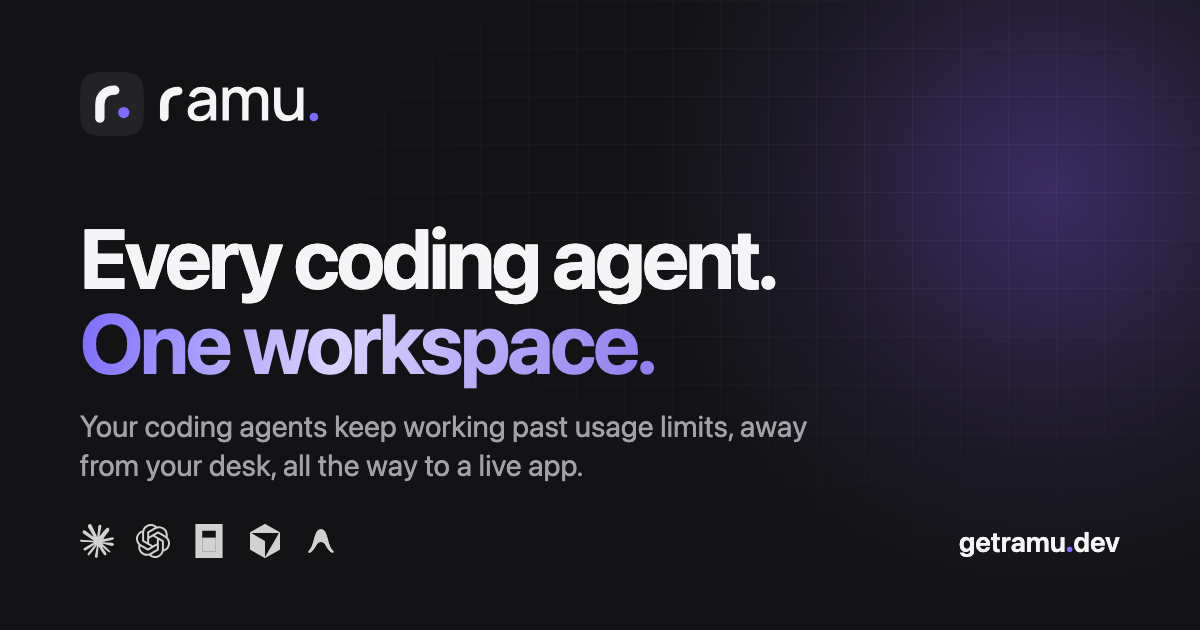 r.
ramu.
Every coding agent.
One workspace.
Your coding agents keep working past usage limits, away
from your desk, all the way to a live app.
getramu.dev